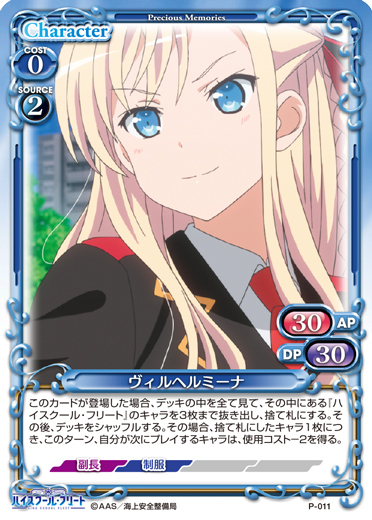 Precious Memories
Character
COST
0
SOURCE
2
30 AP
DP 30
ヴィルヘルミーナ
このカードが登場した場合、デッキの中を全て見て、その中にある『ハ
イスクール・フリート』のキャラを3枚まで抜き出し、捨て札にする。そ
の後、デッキをシャッフルする。その場合、捨て札にしたキャラ1枚につ
き、このターン、自分が次にプレイするキャラは、使用コスト－2を得る。
副長 制服
ハイスクール・フリート
©AAS／海上安全整備局 P-011